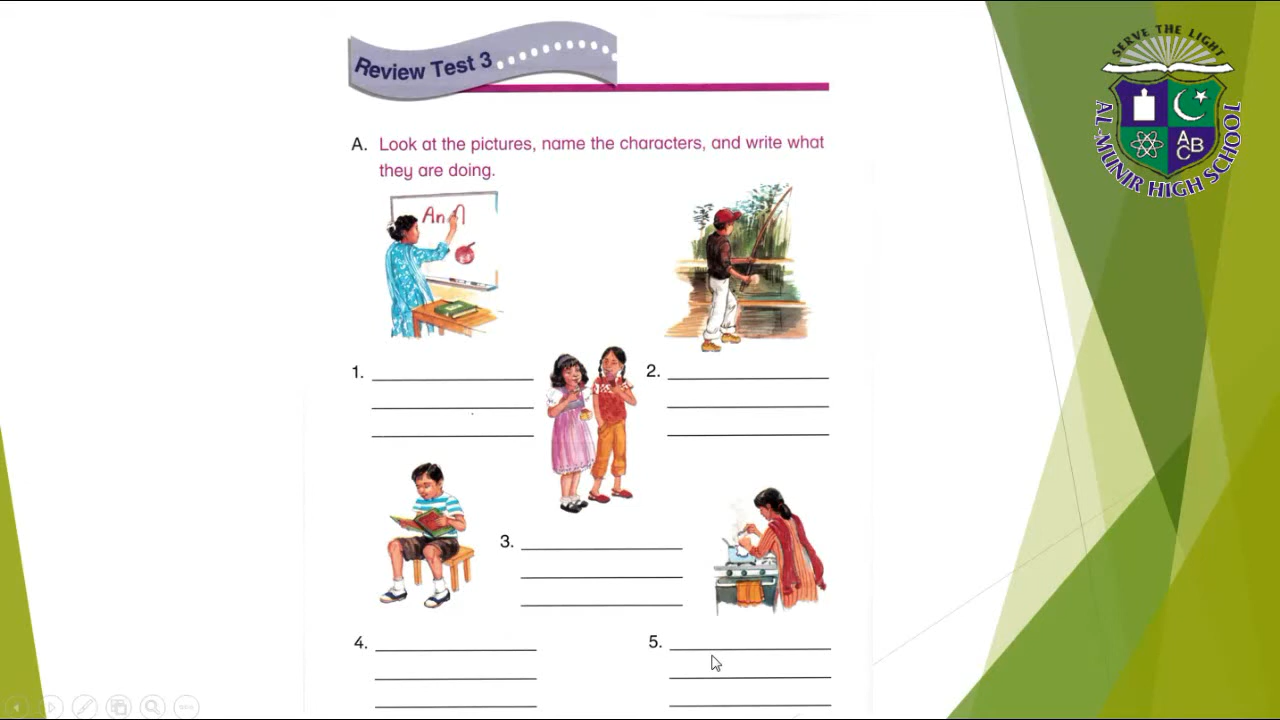 Review Test 3
A. Look at the pictures, name the characters, and write what
they are doing.
An
1.
2.
3.
4.
5.
SERVE THE LIGHT
A B
C
AL-MUNIR HIGH SCHOOL